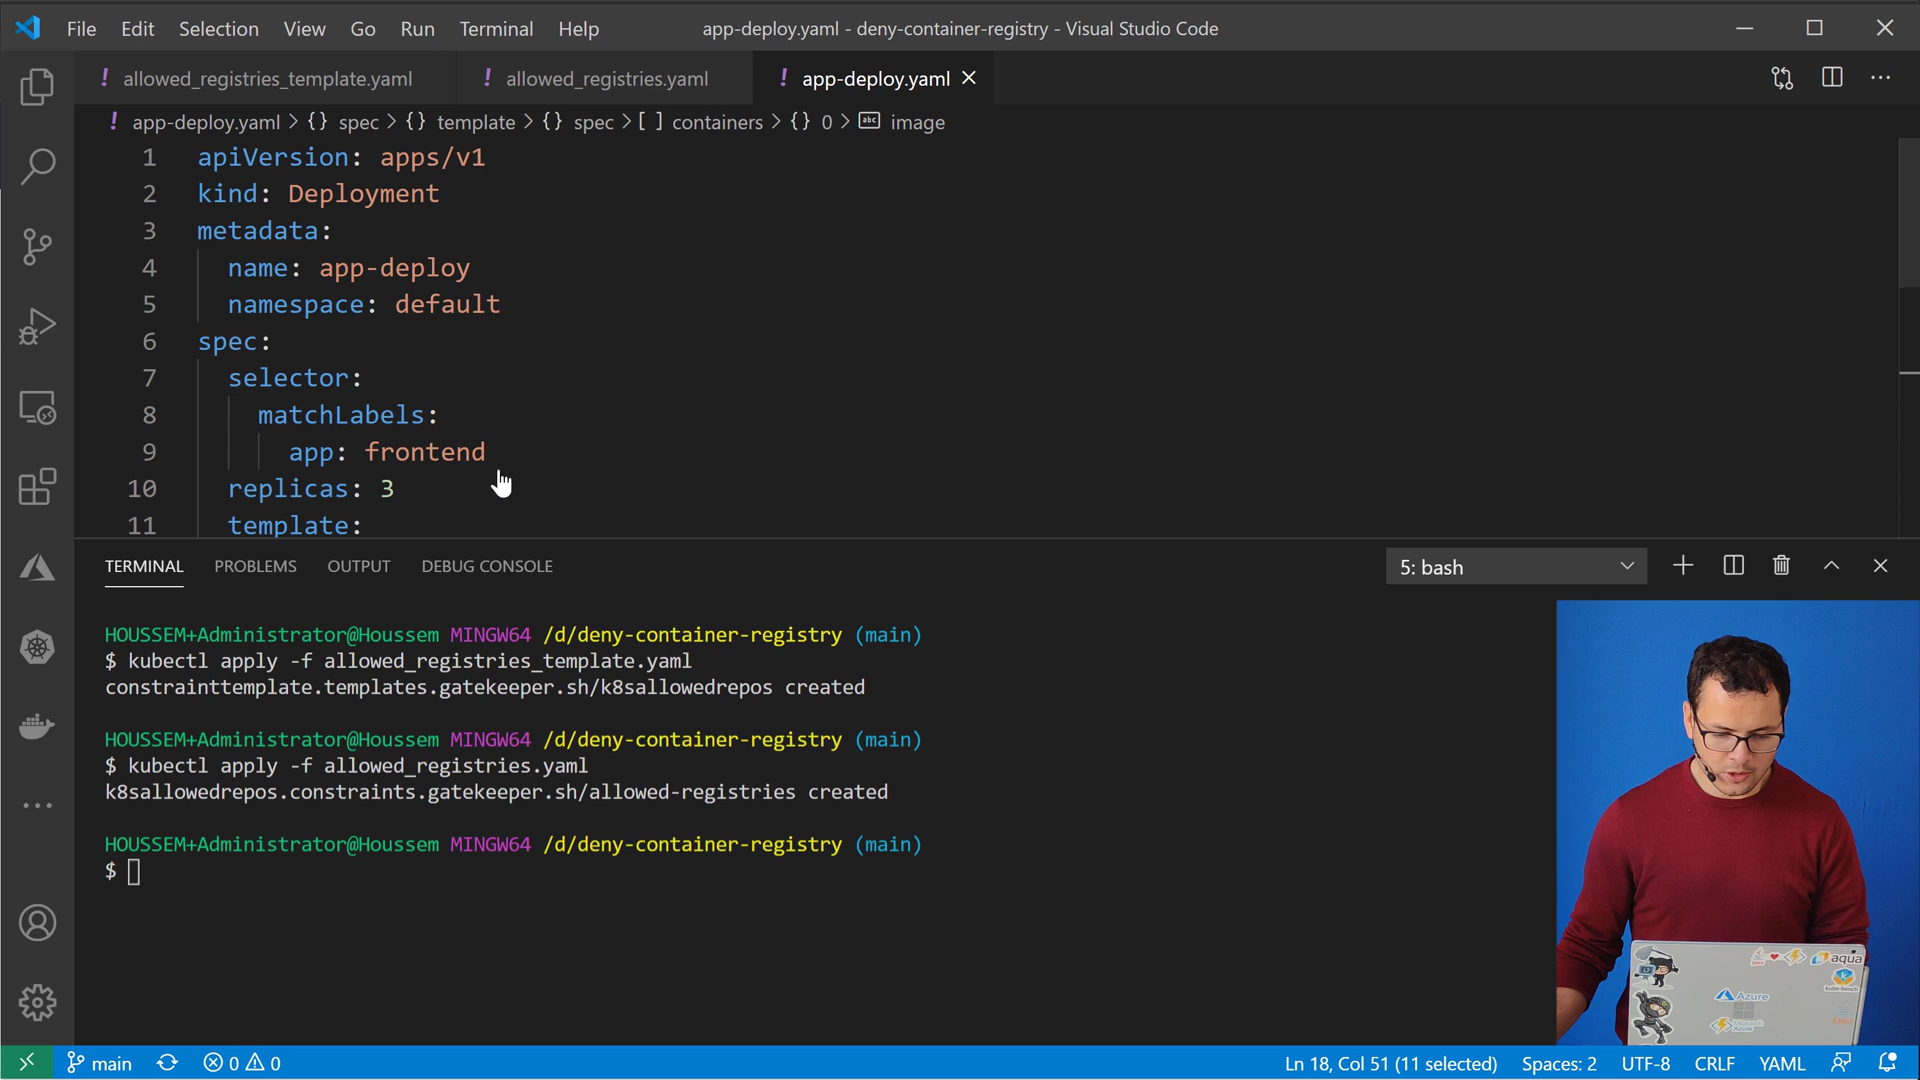 File Edit Selection View Go Run Terminal Help app-deploy.yaml - deny-container-registry - Visual Studio Code
! allowed_registries_template.yaml ! allowed_registries.yaml ! app-deploy.yaml
! app-deploy.yaml > {} spec > {} template > {} spec > [ ] containers > {} 0 > abc image
1 apiVersion: apps/v1
2 kind: Deployment
3 metadata:
4 name: app-deploy
5 namespace: default
6 spec:
7 selector:
8 matchLabels:
9 app: frontend
10 replicas: 3
11 template:
TERMINAL PROBLEMS OUTPUT DEBUG CONSOLE 5: bash
HOUSSEM+Administrator@Houssem MINGW64 /d/deny-container-registry (main)
$ kubectl apply -f allowed_registries_template.yaml
constrainttemplate.templates.gatekeeper.sh/k8sallowedrepos created
HOUSSEM+Administrator@Houssem MINGW64 /d/deny-container-registry (main)
$ kubectl apply -f allowed_registries.yaml
k8sallowedrepos.constraints.gatekeeper.sh/allowed-registries created
HOUSSEM+Administrator@Houssem MINGW64 /d/deny-container-registry (main)
$
aqua
kube-bench
Azure
main 0 0 Ln 18, Col 51 (11 selected) Spaces: 2 UTF-8 CRLF YAML